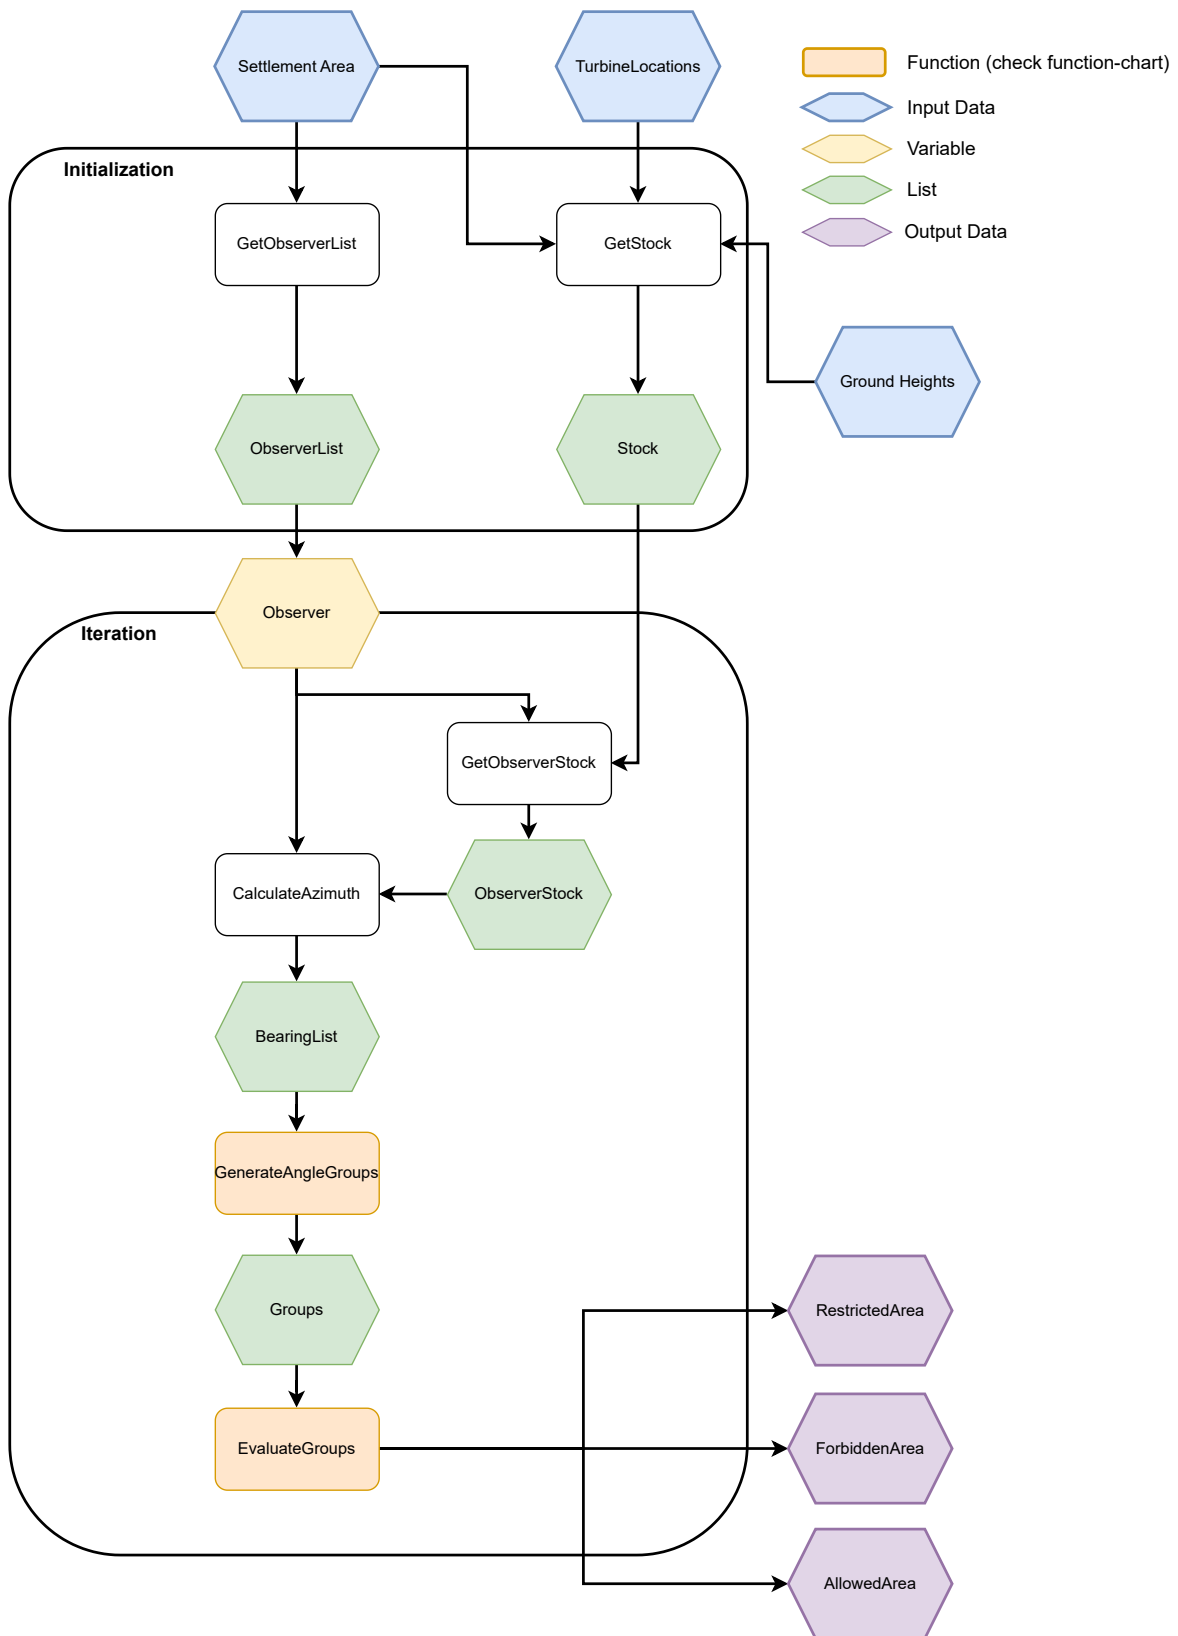 Settlement Area
TurbineLocations
Function (check function-chart)
Input Data
Variable
List
Output Data
Initialization
GetObserverList
GetStock
Ground Heights
ObserverList
Stock
Observer
Iteration
GetObserverStock
CalculateAzimuth
ObserverStock
BearingList
GenerateAngleGroups
Groups
RestrictedArea
EvaluateGroups
ForbiddenArea
AllowedArea